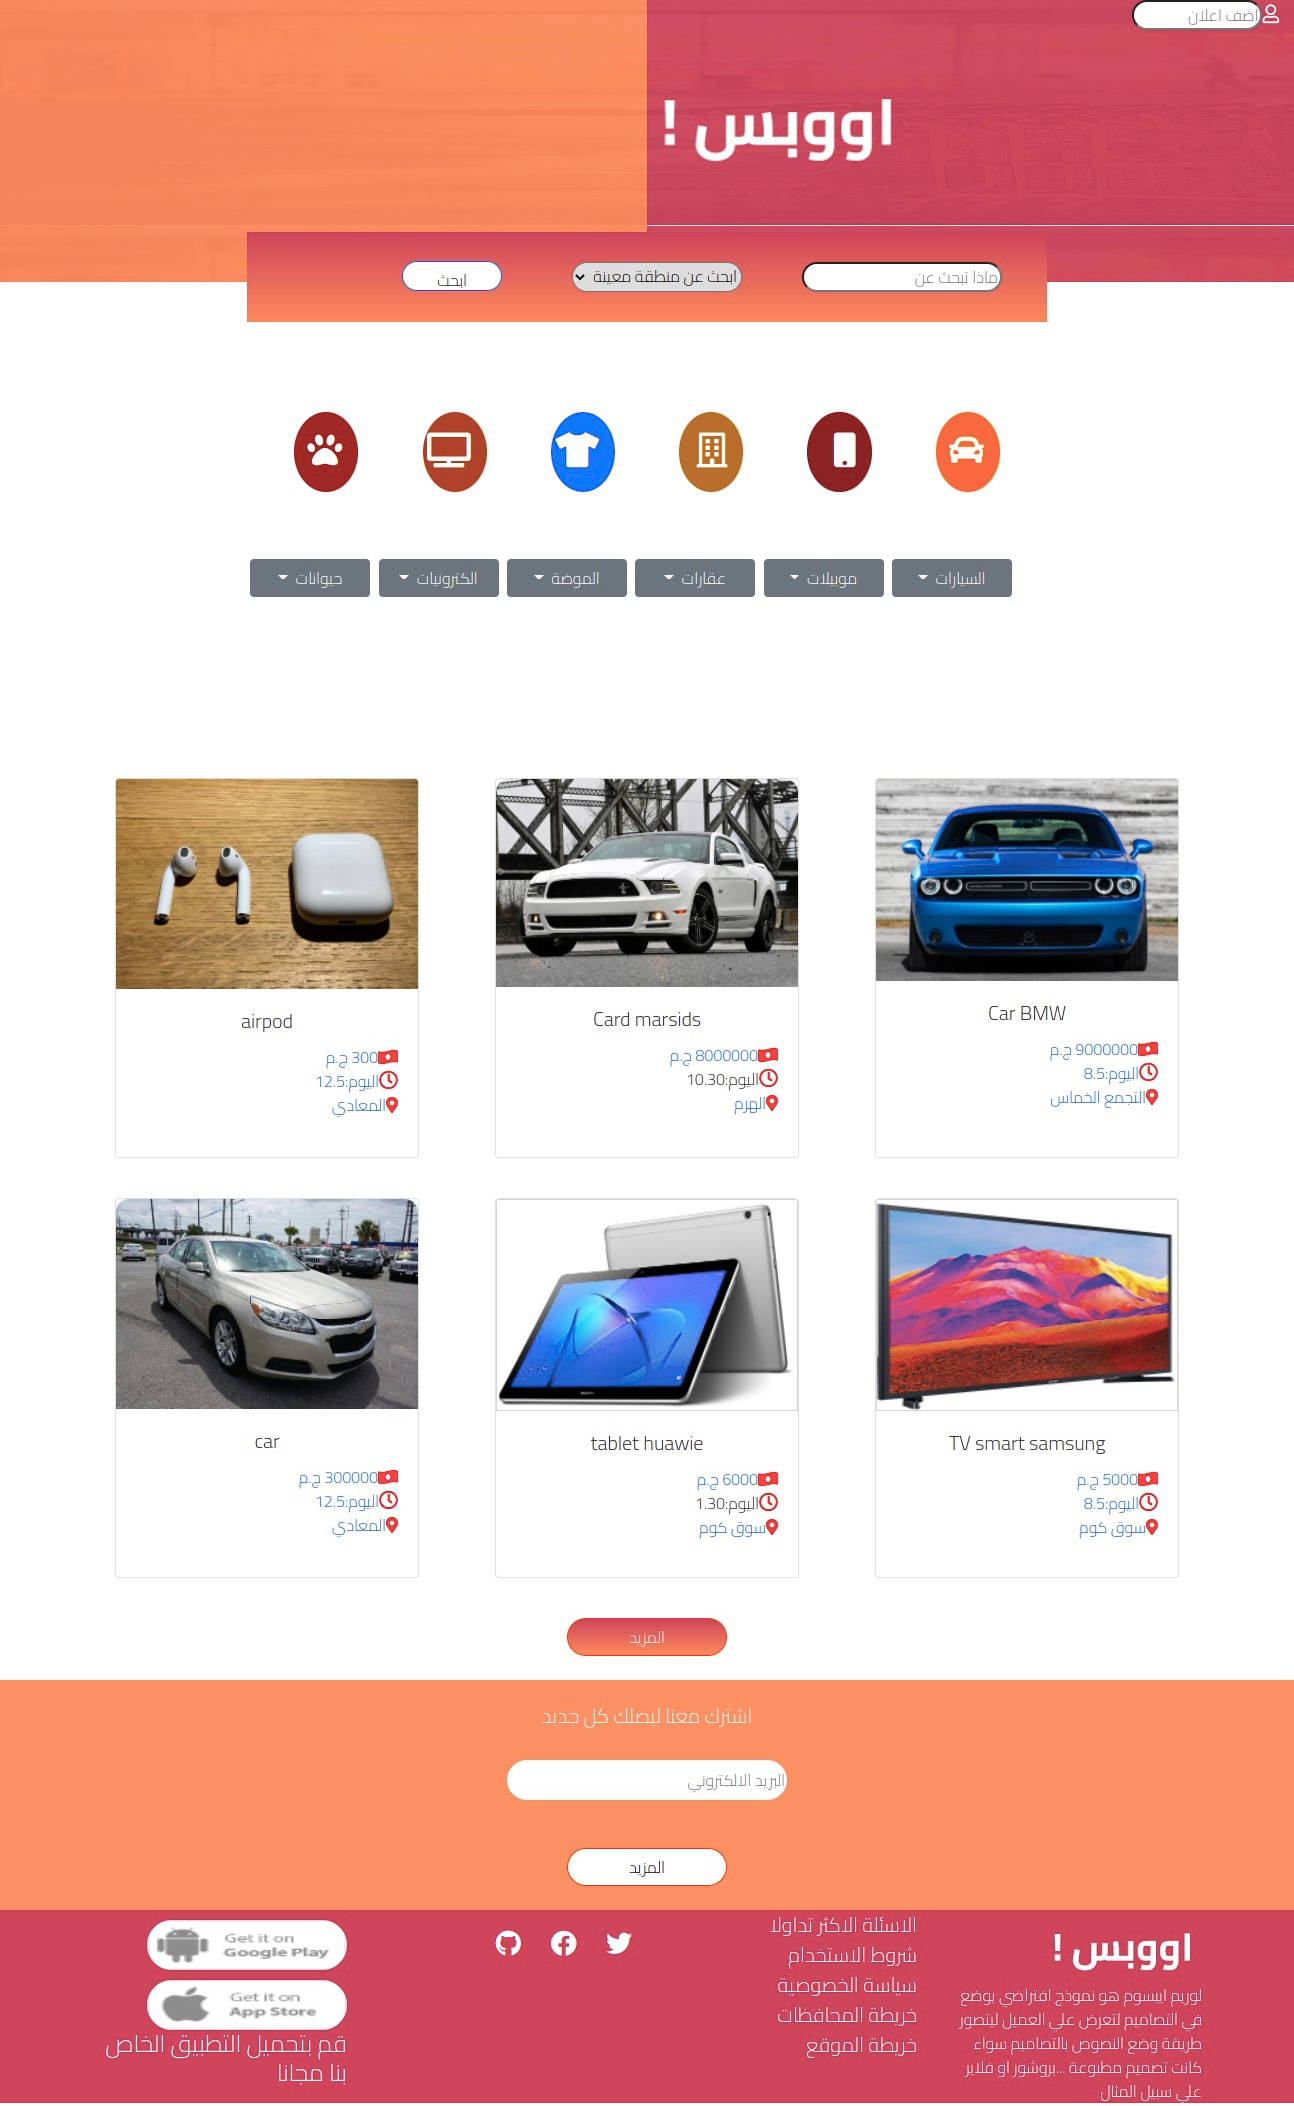 اضف اعلان
اووبس !
ماذا تبحث عن
ابحث عن منطقة معينة
ابحث
السيارات
موبيلات
عقارات
الموضة
الكترونيات
حيوانات
Car BMW
9000000 ج.م
اليوم:8.5
التجمع الخماس
Card marsids
8000000 ج.م
اليوم:10.30
الهرم
airpod
300 ج.م
اليوم:12.5
المعادي
TV smart samsung
5000 ج.م
اليوم:8.5
سوق كوم
tablet huawie
6000 ج.م
اليوم:1.30
سوق كوم
car
300000 ج.م
اليوم:12.5
المعادي
المزيد
اشترك معنا ليصلك كل جديد
البريد الالكتروني
المزيد
اووبس !
لوريم ايبسوم هو نموذج افتراضي يوضع
في التصاميم لتعرض علي العميل ليتصور
طريقة وضع النصوص بالتصاميم سواء
كانت تصميم مطبوعة ...بروشور او فلاير
علي سبيل المثال
الاسئلة الاكثر تداولا
شروط الاستخدام
سياسة الخصوصية
خريطة المحافظات
خريطة الموقع
Get it on
Google Play
Get it on
App Store
قم بتحميل التطبيق الخاص
بنا مجانا